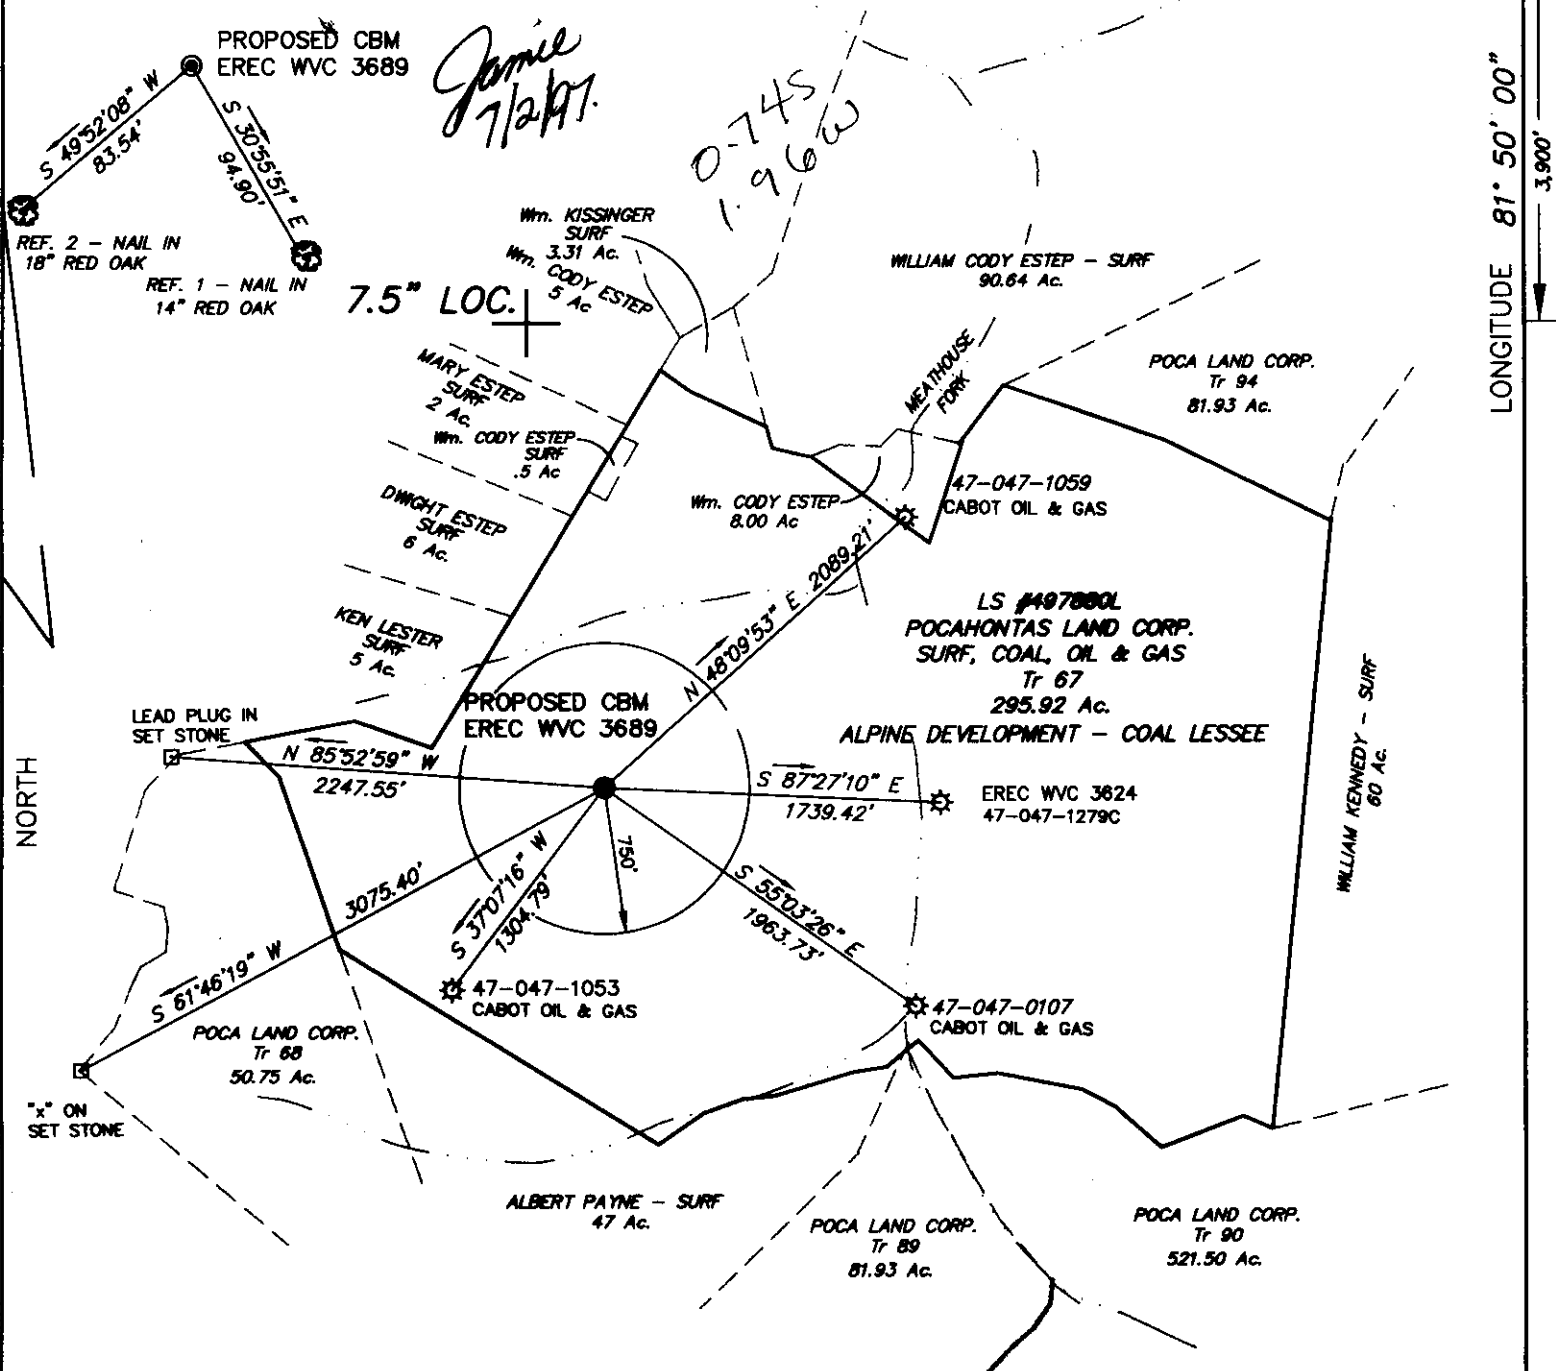 PROPOSED CBM
EREC WVC 3689
Jamie
7/2/97.
S 49°52'08" W
83.54'
S 30°55'51" E
94.90'
REF. 2 - NAIL IN
18" RED OAK
REF. 1 - NAIL IN
14" RED OAK
7.5" LOC.
0.74S
1.96W
LONGITUDE 81° 50' 00"
3,900'
Wm. KISSINGER
SURF
3.31 Ac.
Wm. CODY ESTEP
5 Ac
WILLIAM CODY ESTEP - SURF
90.64 Ac.
MARY ESTEP
SURF
2 Ac.
Wm. CODY ESTEP
SURF
.5 Ac
MEATHOUSE
FORK
POCA LAND CORP.
Tr 94
81.93 Ac.
DWIGHT ESTEP
SURF
6 Ac.
Wm. CODY ESTEP
8.00 Ac
47-047-1059
CABOT OIL & GAS
KEN LESTER
SURF
5 Ac.
N 48°09'53" E 2089.21'
POCAHONTAS LAND CORP.
SURF, COAL, OIL & GAS
Tr 67
295.92 Ac.
ALPINE DEVELOPMENT - COAL LESSEE
WILLIAM KENNEDY - SURF
60 Ac.
LEAD PLUG IN
SET STONE
PROPOSED CBM
EREC WVC 3689
N 85°52'59" W
2247.55'
S 87°27'10" E
1739.42'
EREC WVC 3624
47-047-1279C
NORTH
750'
S 61°46'19" W
3075.40'
S 37°07'16" W
1304.79'
S 55°03'26" E
1963.73'
47-047-1053
CABOT OIL & GAS
47-047-0107
CABOT OIL & GAS
POCA LAND CORP.
Tr 68
50.75 Ac.
"x" ON
SET STONE
ALBERT PAYNE - SURF
47 Ac.
POCA LAND CORP.
Tr 89
81.93 Ac.
POCA LAND CORP.
Tr 90
521.50 Ac.